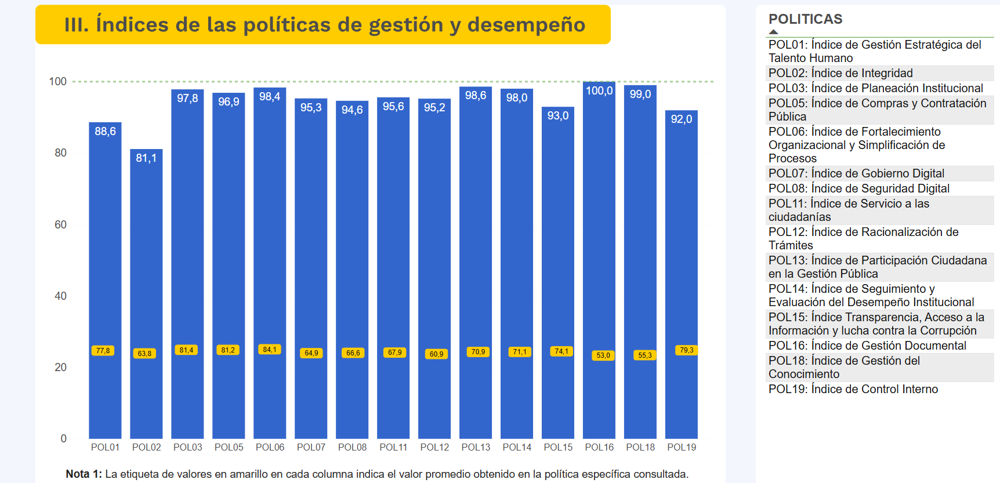 III. Índices de las políticas de gestión y desempeño
100
80
60
40
20
0
88,6
81,1
97,8
96,9
98,4
95,3
94,6
95,6
95,2
98,6
98,0
93,0
100,0
99,0
92,0
77,8
63,8
81,4
81,2
84,1
64,9
66,6
67,9
60,9
70,9
71,1
74,1
53,0
55,3
79,3
POL01 POL02 POL03 POL05 POL06 POL07 POL08 POL11 POL12 POL13 POL14 POL15 POL16 POL18 POL19
Nota 1: La etiqueta de valores en amarillo en cada columna indica el valor promedio obtenido en la política específica consultada.
POLITICAS
POL01: Índice de Gestión Estratégica del
Talento Humano
POL02: Índice de Integridad
POL03: Índice de Planeación Institucional
POL05: Índice de Compras y Contratación
Pública
POL06: Índice de Fortalecimiento
Organizacional y Simplificación de
Procesos
POL07: Índice de Gobierno Digital
POL08: Índice de Seguridad Digital
POL11: Índice de Servicio a las
ciudadanías
POL12: Índice de Racionalización de
Trámites
POL13: Índice de Participación Ciudadana
en la Gestión Pública
POL14: Índice de Seguimiento y
Evaluación del Desempeño Institucional
POL15: Índice Transparencia, Acceso a la
Información y lucha contra la Corrupción
POL16: Índice de Gestión Documental
POL18: Índice de Gestión del
Conocimiento
POL19: Índice de Control Interno